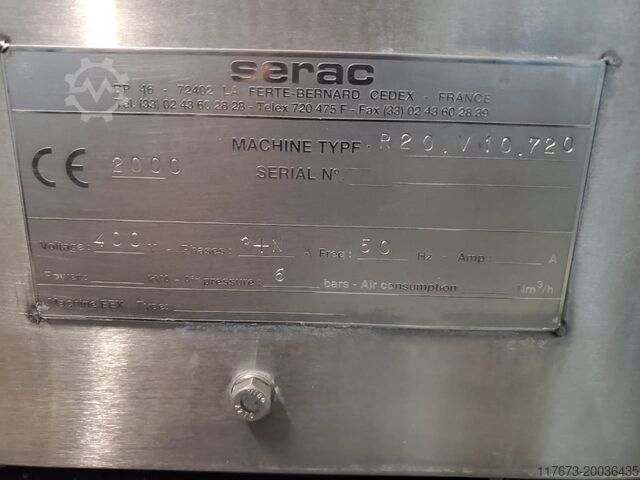 serac
BP 46 - 72402 LA FERTE-BERNARD CEDEX - FRANCE
Tel. (33) 02 43 60 28 28 - Telex 720 475 F - Fax (33) 02 43 60 28 39
MACHINE TYPE : R20.V10.720
CE 2000
SERIAL N°:
Voltage: 400 V - Phases: 3+N Freq: 50 Hz - Amp: A
Power: kVA - Air pressure: 6 bars - Air consumption Nm³/h
Machine EEX Type:
117673-20036435